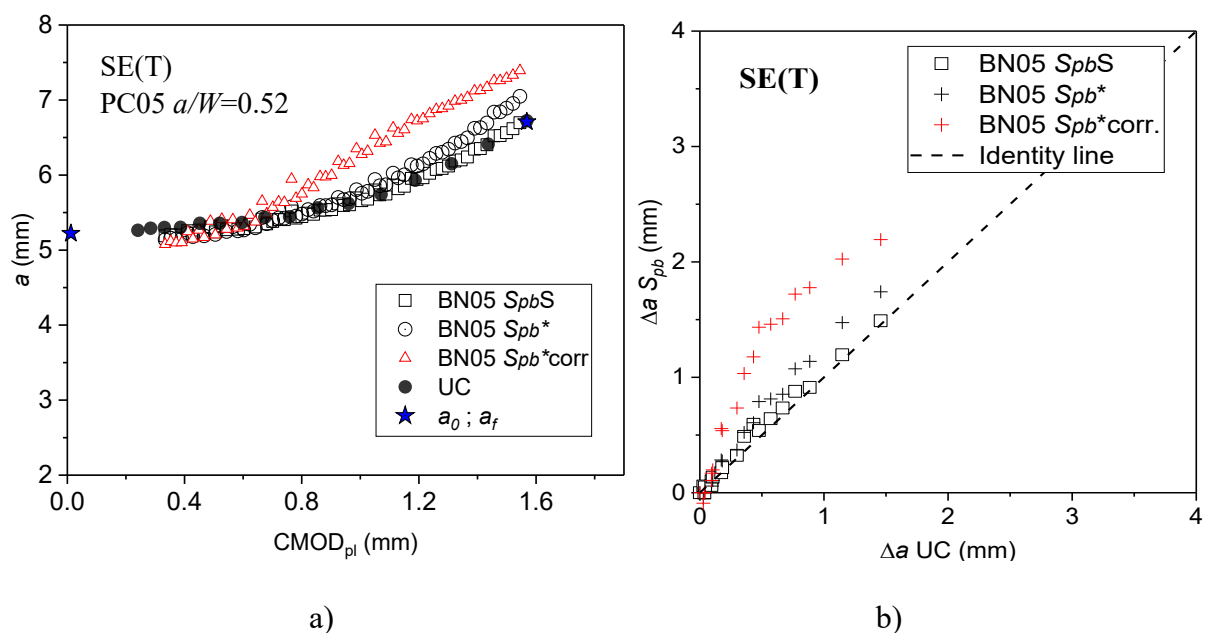 8
7
6
5
4
3
2
a (mm)
0.0 0.4 0.8 1.2 1.6
CMOD_pl (mm)
SE(T)
PC05 a/W=0.52
BN05 SpbS
BN05 Spb*
BN05 Spb*corr
UC
a_0 ; a_f
a)
4
3
2
1
0
Δa S_pb (mm)
0 1 2 3 4
Δa UC (mm)
SE(T)
BN05 SpbS
BN05 Spb*
BN05 Spb*corr.
Identity line
b)